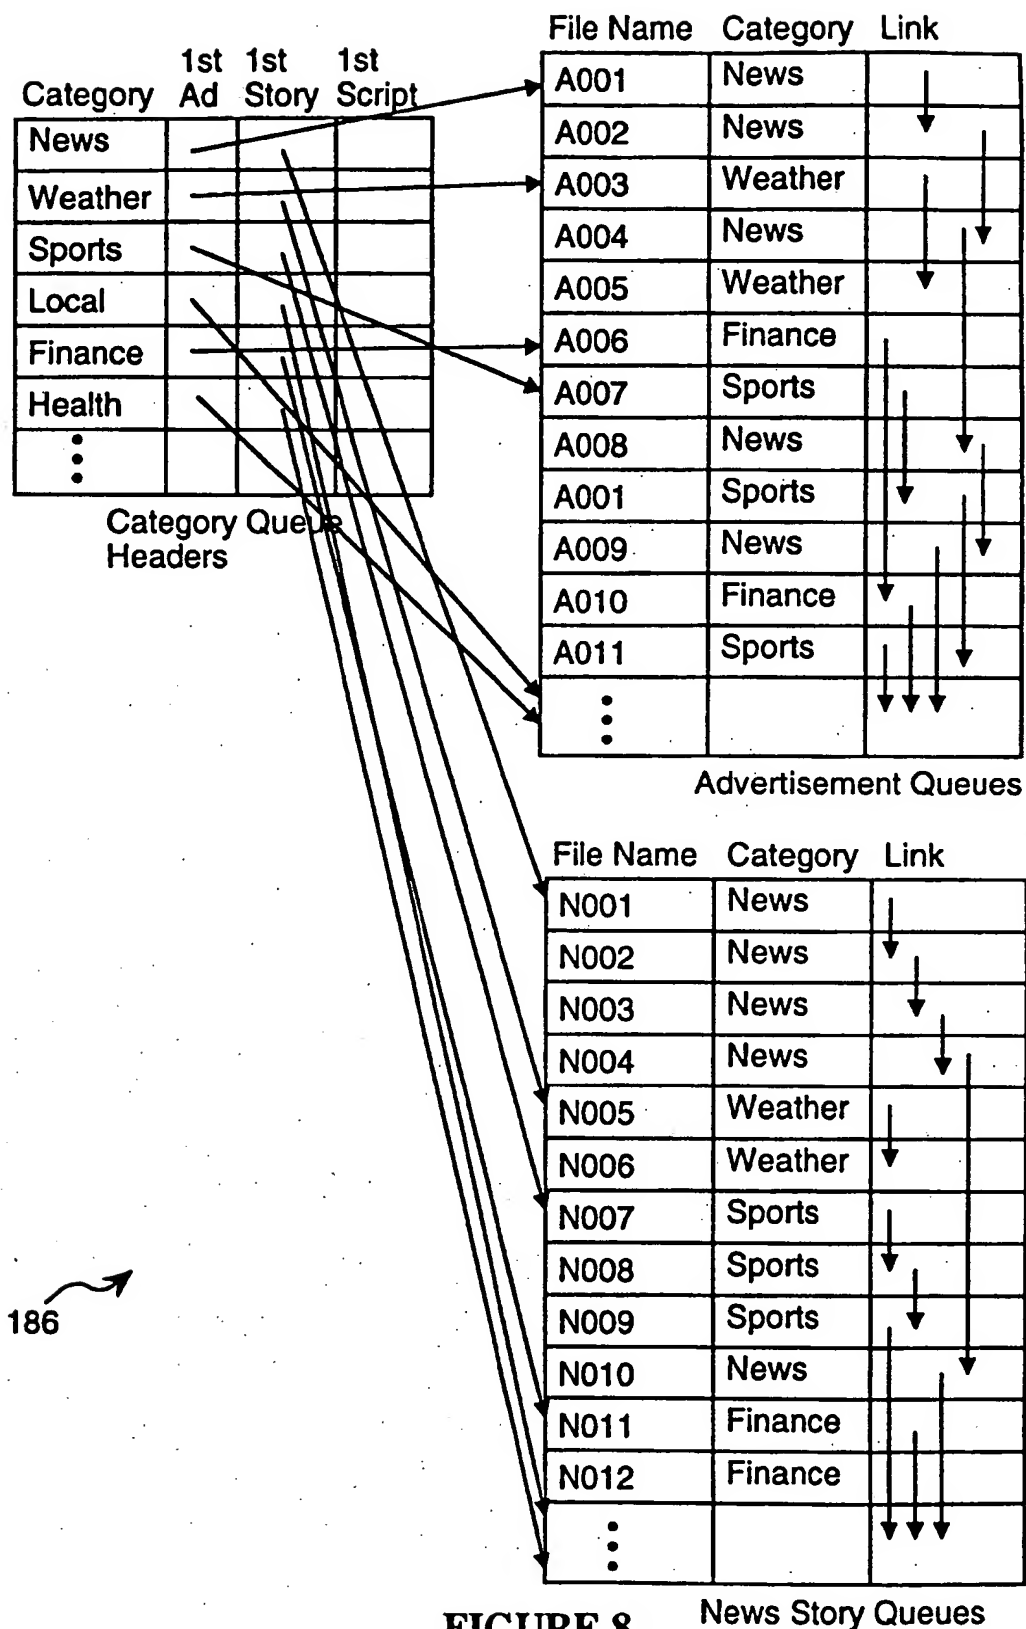 1st 1st 1st
Category Ad Story Script
News
Weather
Sports
Local
Finance
Health
Category Queue
Headers
File Name Category Link
A001 News
A002 News
A003 Weather
A004 News
A005 Weather
A006 Finance
A007 Sports
A008 News
A001 Sports
A009 News
A010 Finance
A011 Sports
Advertisement Queues
File Name Category Link
N001 News
N002 News
N003 News
N004 News
N005 Weather
N006 Weather
N007 Sports
N008 Sports
N009 Sports
N010 News
N011 Finance
N012 Finance
News Story Queues
186
FIGURE 8